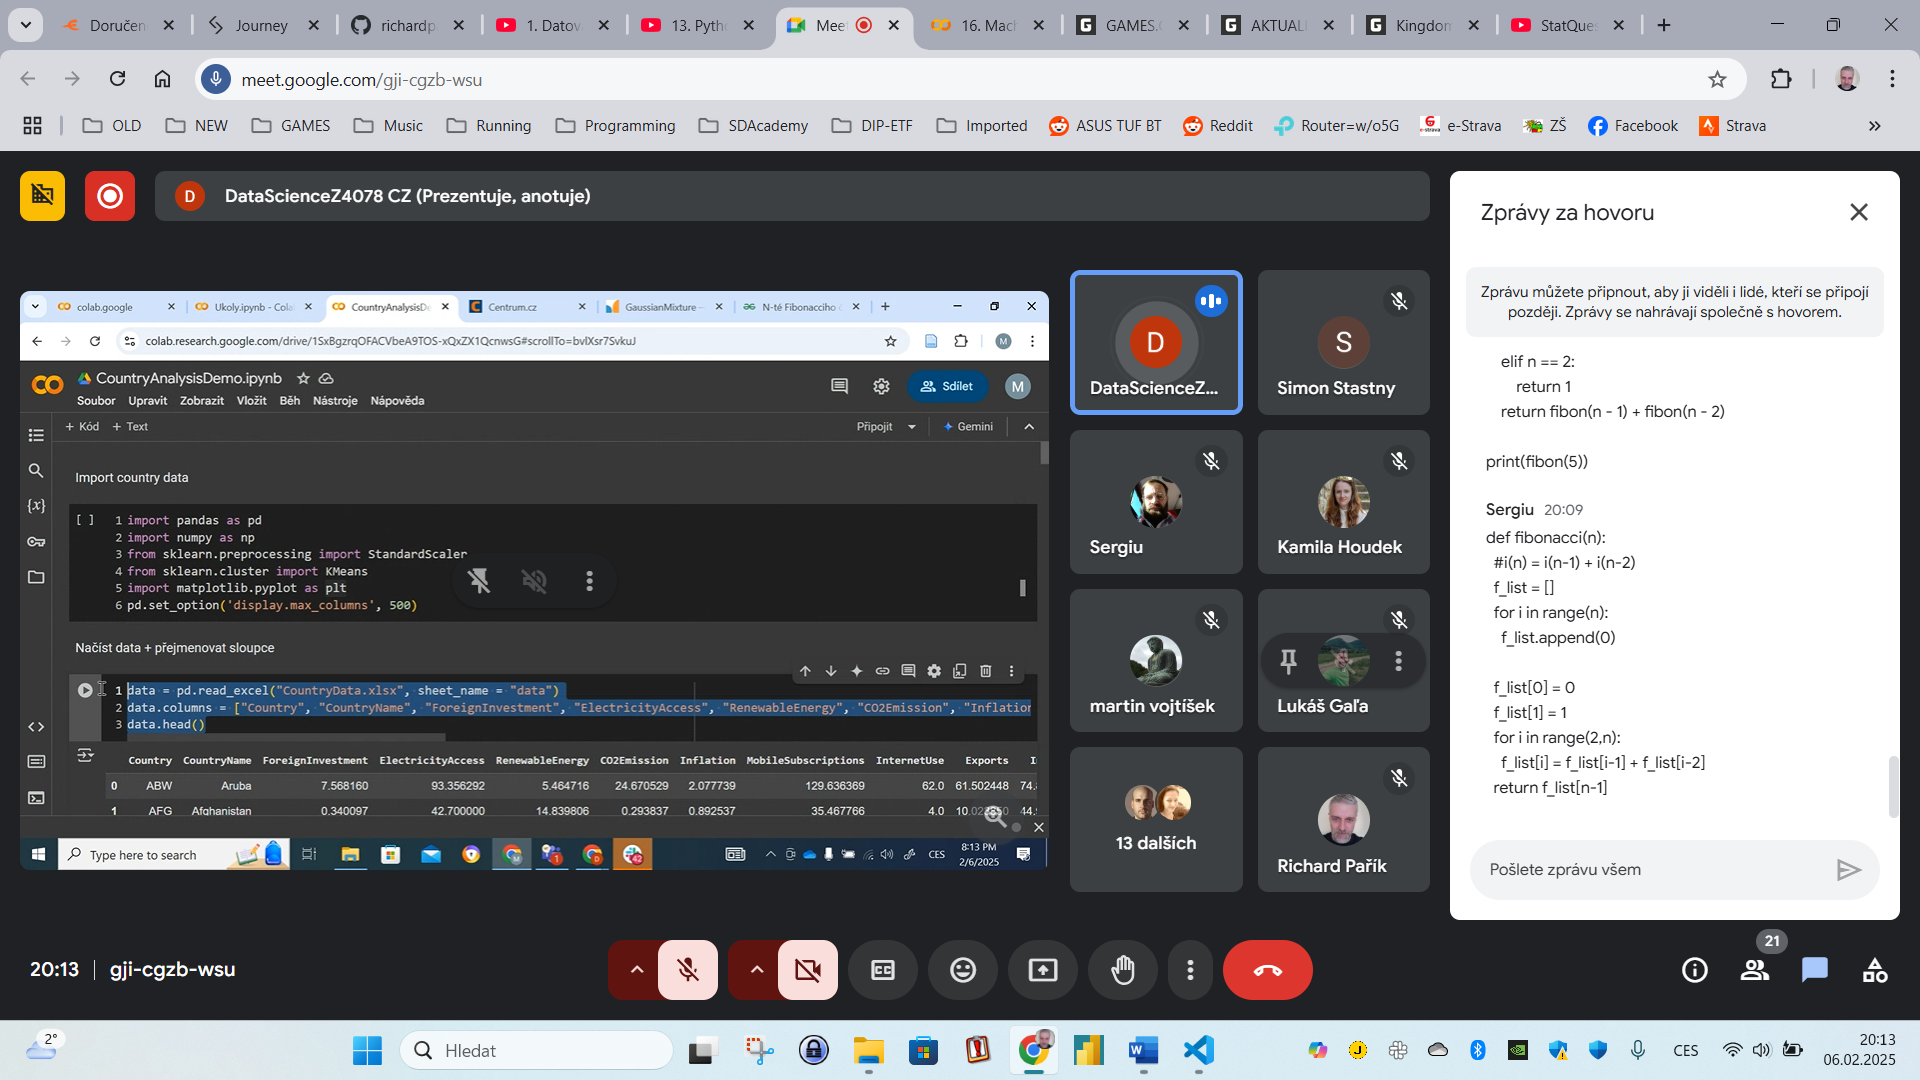 Doručen
Journey
richardp
1. Datov
13. Pyth
Meet
16. Mach
GAMES.
AKTUAL
Kingdom
StatQues
meet.google.com/gji-cgzb-wsu
OLD
NEW
GAMES
Music
Running
Programming
SDAcademy
DIP-ETF
Imported
ASUS TUF BT
Reddit
Router=w/o5G
e-Strava
ZŠ
Facebook
Strava
D
DataScienceZ4078 CZ (Prezentuje, anotuje)
colab.google
Ukoly.ipynb - Cola
CountryAnalysisDe
Centrum.cz
GaussianMixture
N-té Fibonacciho
colab.research.google.com/drive/1SxBgzrqOFACVbeA9TOS-xQxZX1QcnwsG#scrollTo=bvlXsr7SvkuJ
M
CountryAnalysisDemo.ipynb
Soubor Upravit Zobrazit Vložit Běh Nástroje Nápověda
Sdílet
M
+ Kód + Text
Připojit
Gemini
Import country data
[ ] 1 import pandas as pd
2 import numpy as np
3 from sklearn.preprocessing import StandardScaler
4 from sklearn.cluster import KMeans
5 import matplotlib.pyplot as plt
6 pd.set_option('display.max_columns', 500)
Načíst data + přejmenovat sloupce
1 data = pd.read_excel("CountryData.xlsx", sheet_name = "data")
2 data.columns = ["Country", "CountryName", "ForeignInvestment", "ElectricityAccess", "RenewableEnergy", "CO2Emission", "Inflation
3 data.head()
Country CountryName ForeignInvestment ElectricityAccess RenewableEnergy CO2Emission Inflation MobileSubscriptions InternetUse Exports I
0 ABW Aruba 7.568160 93.356292 5.464716 24.670529 2.077739 129.636369 62.0 61.502448 74.
1 AFG Afghanistan 0.340097 42.700000 14.839806 0.293837 0.892537 35.467766 4.0
Type here to search
CES
8:13 PM
2/6/2025
D
DataScienceZ...
S
Simon Stastny
Sergiu
Kamila Houdek
martin vojtíšek
Lukáš Gaľa
13 dalších
Richard Pařík
Zprávy za hovoru
Zprávu můžete připnout, aby ji viděli i lidé, kteří se připojí
později. Zprávy se nahrávají společně s hovorem.
elif n == 2:
return 1
return fibon(n - 1) + fibon(n - 2)
print(fibon(5))
Sergiu 20:09
def fibonacci(n):
#i(n) = i(n-1) + i(n-2)
f_list = []
for i in range(n):
f_list.append(0)
f_list[0] = 0
f_list[1] = 1
for i in range(2,n):
f_list[i] = f_list[i-1] + f_list[i-2]
return f_list[n-1]
Pošlete zprávu všem
20:13 | gji-cgzb-wsu
21
2°
Hledat
CES
20:13
06.02.2025